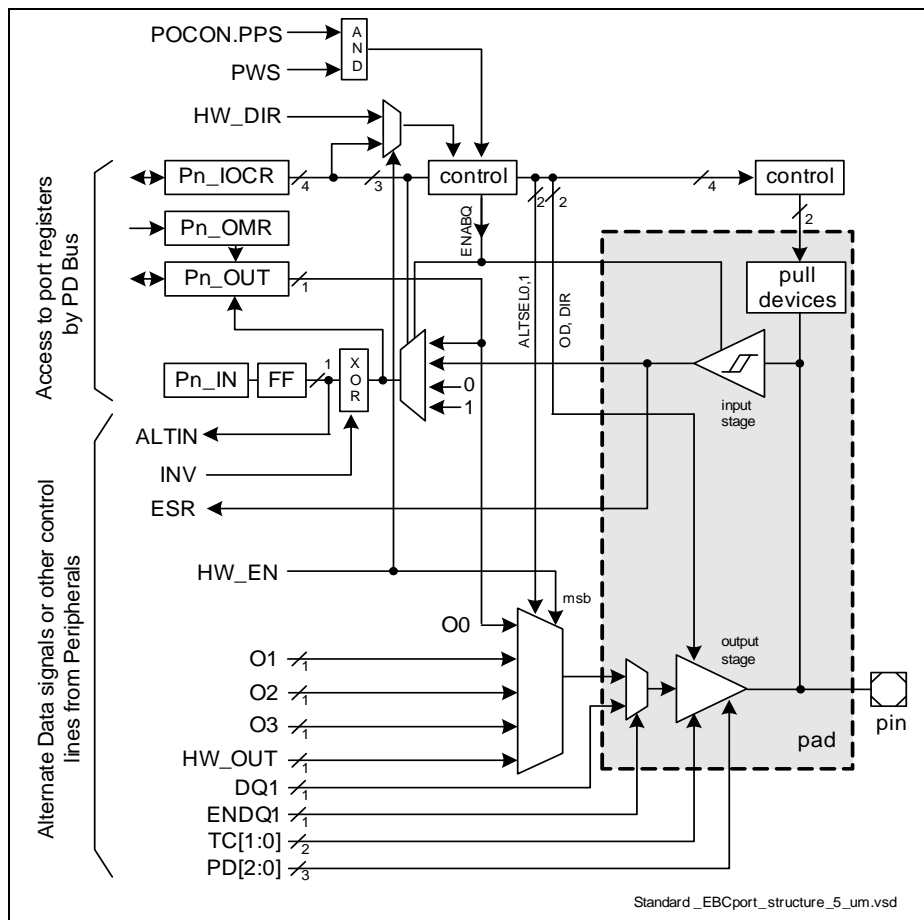 POCON.PPS
PWS
AND
HW_DIR
Pn_IOCR
4
3
control
2
2
4
control
2
Pn_OMR
Pn_OUT
1
ENABQ
ALTSEL0,1
OD, DIR
pull
devices
Pn_IN
FF
1
XOR
0
1
input
stage
ALTIN
INV
ESR
HW_EN
msb
O0
O1
1
O2
1
O3
1
HW_OUT
1
DQ1
1
ENDQ1
1
TC[1:0]
2
PD[2:0]
3
output
stage
pad
pin
Access to port registers
by PD Bus
Alternate Data signals or other control
lines from Peripherals
Standard _EBCport_structure_5_um.vsd